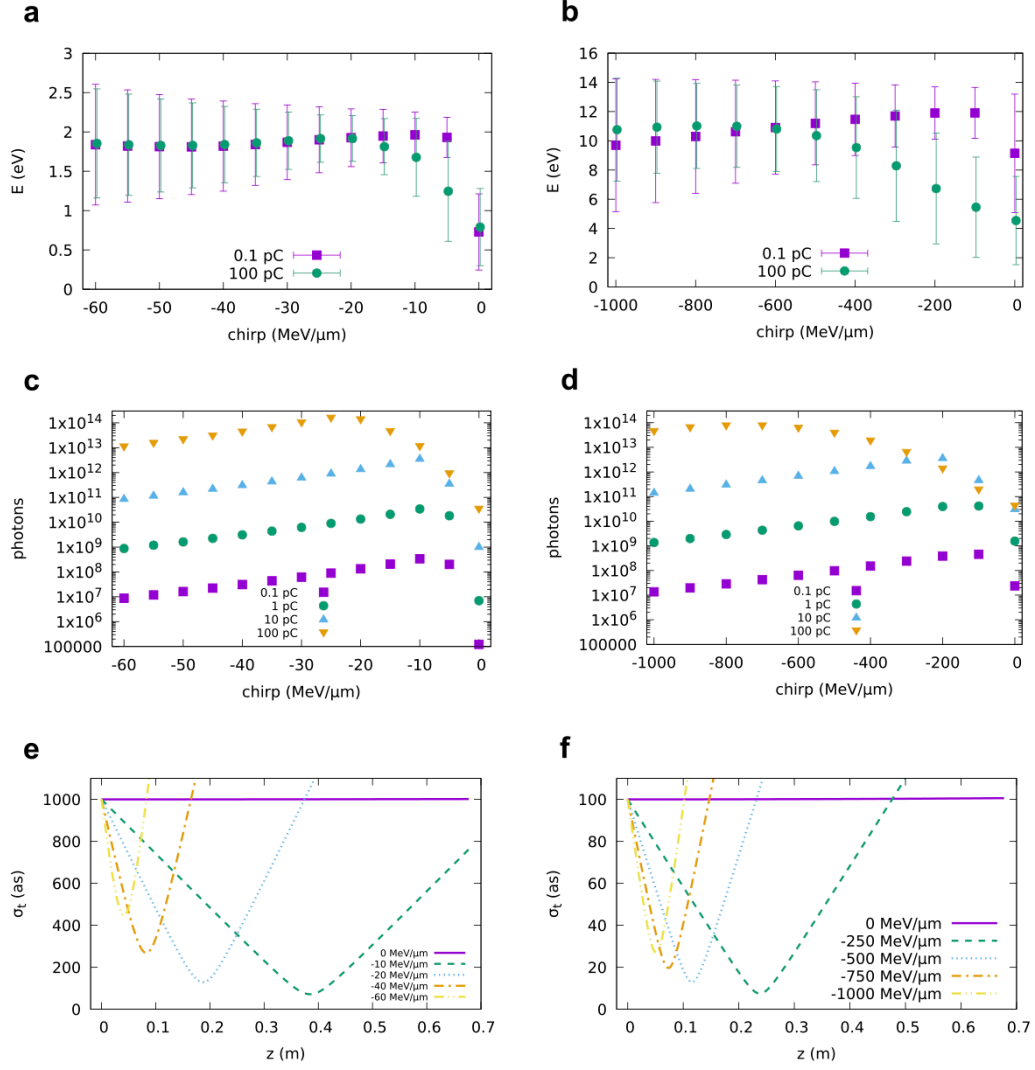 a
3
2.5
2
1.5
1
0.5
0
E (eV)
0.1 pC
100 pC
-60 -50 -40 -30 -20 -10 0
chirp (MeV/μm)
b
16
14
12
10
8
6
4
2
0
E (eV)
0.1 pC
100 pC
-1000 -800 -600 -400 -200 0
chirp (MeV/μm)
c
1x10^14
1x10^13
1x10^12
1x10^11
1x10^10
1x10^9
1x10^8
1x10^7
1x10^6
100000
photons
0.1 pC
1 pC
10 pC
100 pC
-60 -50 -40 -30 -20 -10 0
chirp (MeV/μm)
d
1x10^14
1x10^13
1x10^12
1x10^11
1x10^10
1x10^9
1x10^8
1x10^7
1x10^6
100000
photons
0.1 pC
1 pC
10 pC
100 pC
-1000 -800 -600 -400 -200 0
chirp (MeV/μm)
e
1000
800
600
400
200
0
σt (as)
0 MeV/μm
-10 MeV/μm
-20 MeV/μm
-40 MeV/μm
-60 MeV/μm
0 0.1 0.2 0.3 0.4 0.5 0.6 0.7
z (m)
f
100
80
60
40
20
0
σt (as)
0 MeV/μm
-250 MeV/μm
-500 MeV/μm
-750 MeV/μm
-1000 MeV/μm
0 0.1 0.2 0.3 0.4 0.5 0.6 0.7
z (m)